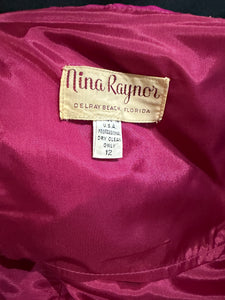 Nina Raynor
DELRAY BEACH, FLORIDA
U.S.A.
PROFESSIONAL
DRY CLEAN
ONLY
12